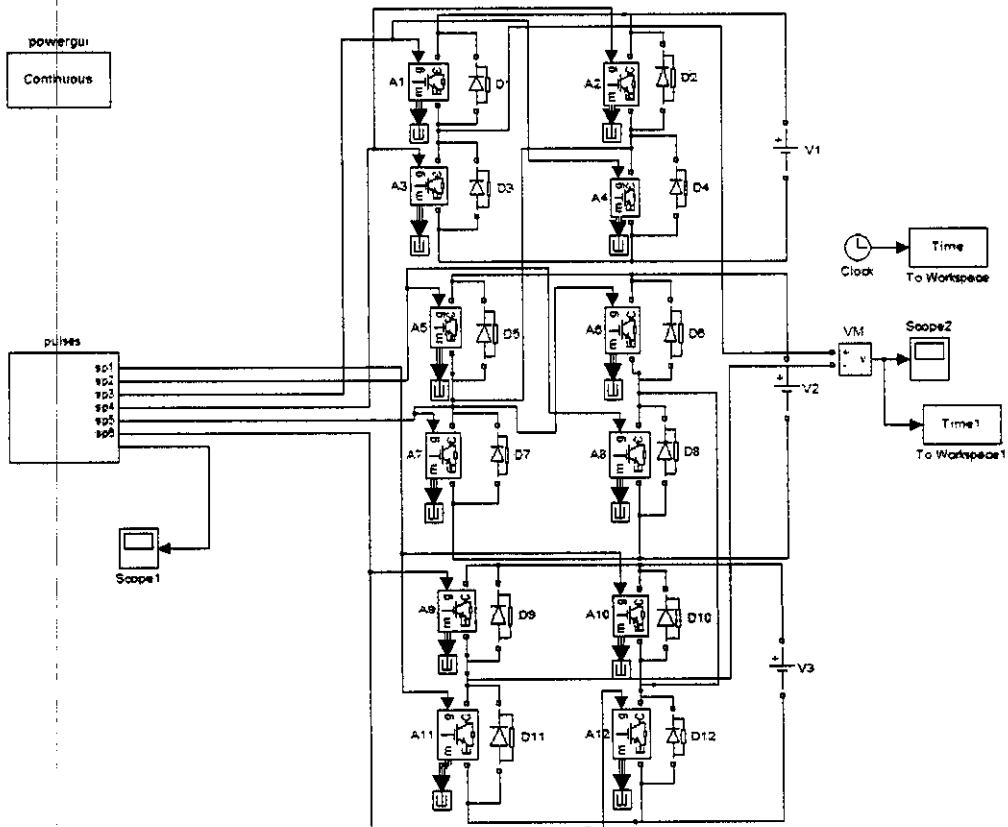 powergui
Continuous
A1
D1
A2
D2
A3
D3
A4
D4
V1
Clock
Time
To Workspace
pulses
sp1
sp2
sp3
sp4
sp5
sp6
A5
D5
A6
D6
VM
Scope2
V2
A7
D7
A8
D8
Time1
To Workspace1
Scope1
A9
D9
A10
D10
V3
A11
D11
A12
D12